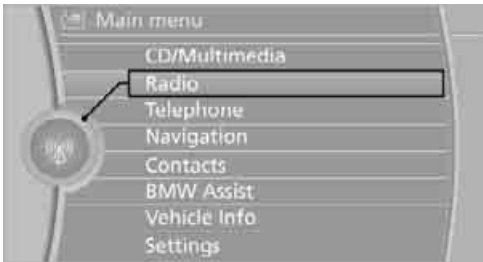 Main menu
CD/Multimedia
Radio
Telephone
Navigation
Contacts
BMW Assist
Vehicle Info
Settings